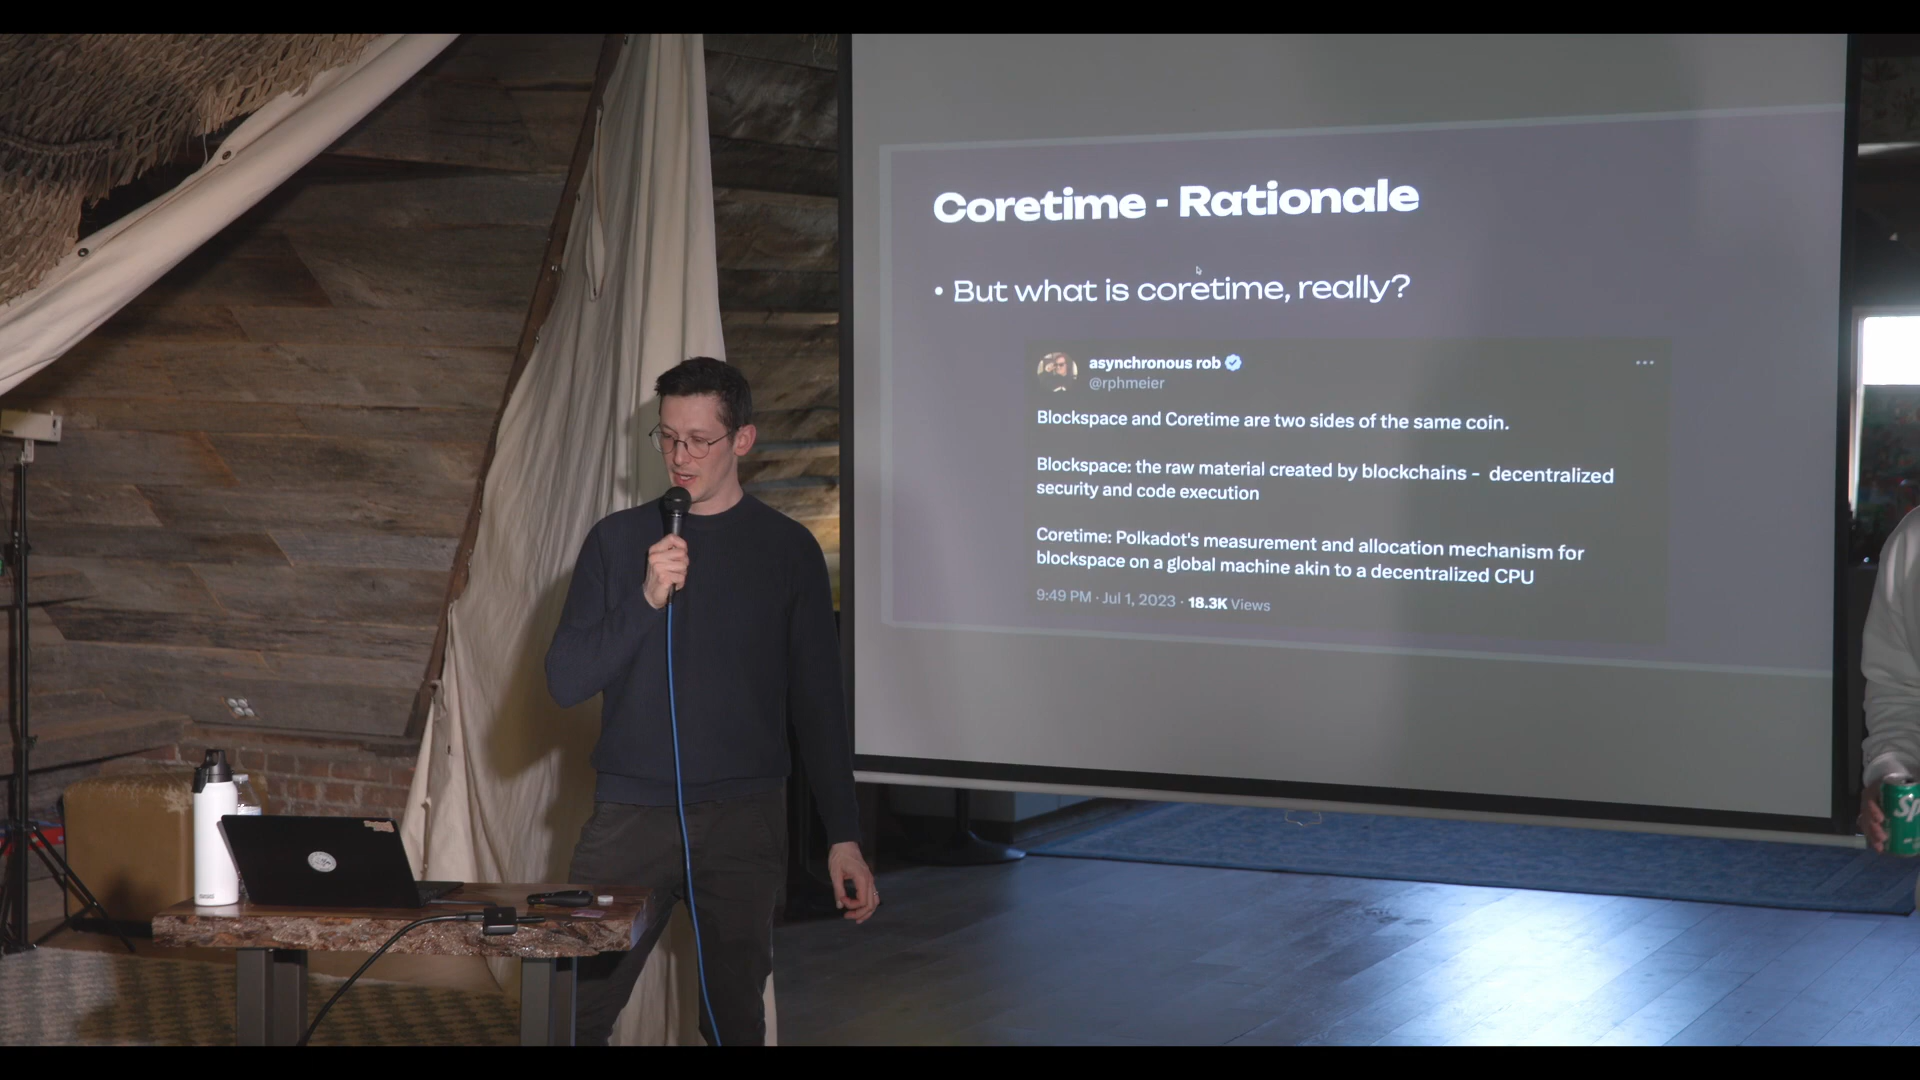 Coretime - Rationale
• But what is coretime, really?
asynchronous rob
@rphmeier
Blockspace and Coretime are two sides of the same coin.
Blockspace: the raw material created by blockchains - decentralized
security and code execution
Coretime: Polkadot's measurement and allocation mechanism for
blockspace on a global machine akin to a decentralized CPU
9:49 PM · Jul 1, 2023 · 18.3K Views
Sp